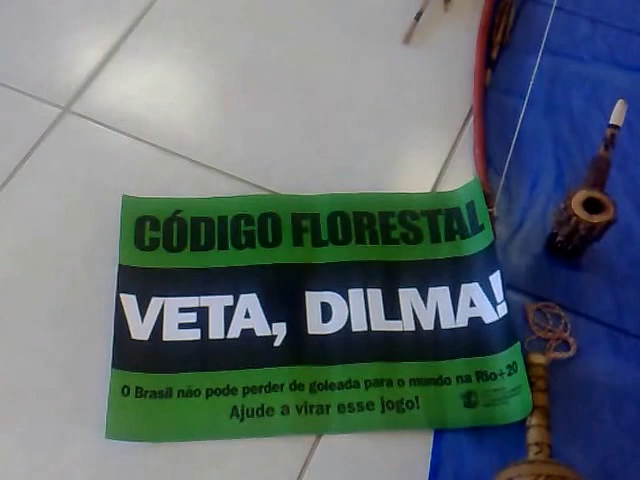 CÓDIGO FLORESTAL
VETA, DILMA!
O Brasil não pode perder de goleada para o mundo na Rio+20
Ajude a virar esse jogo!